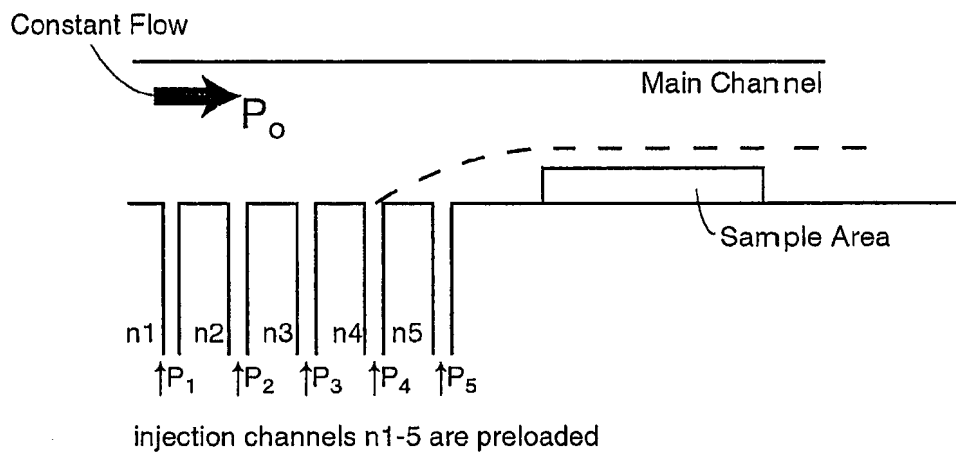 Constant Flow
Main Channel
Po
Sample Area
n1 n2 n3 n4 n5
↑P1 ↑P2 ↑P3 ↑P4 ↑P5
injection channels n1-5 are preloaded